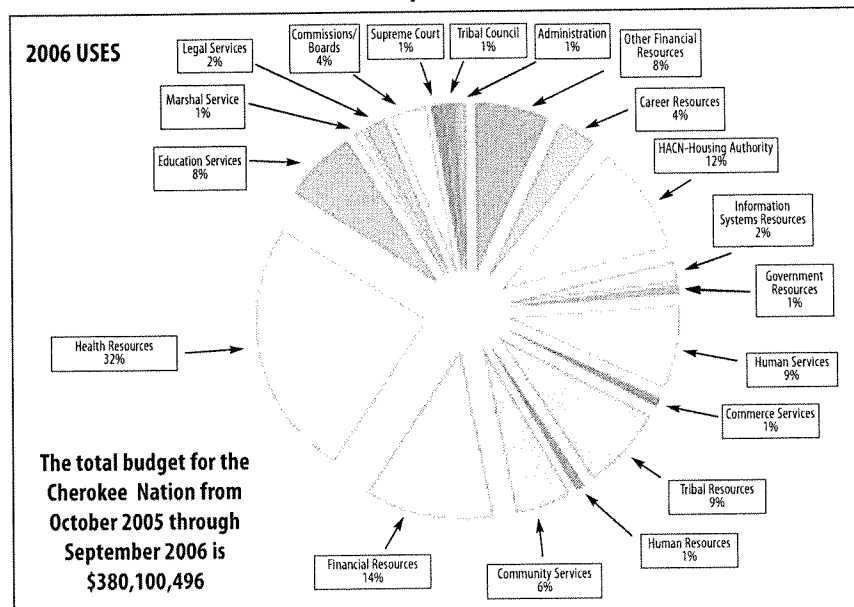 2006 USES
Legal Services
2%
Commissions/
Boards
4%
Supreme Court
1%
Tribal Council
1%
Administration
1%
Other Financial
Resources
8%
Marshal Service
1%
Career Resources
4%
Education Services
8%
HACN-Housing Authority
12%
Information
Systems Resources
2%
Government
Resources
1%
Health Resources
32%
Human Services
9%
Commerce Services
1%
Tribal Resources
9%
Human Resources
1%
Community Services
6%
Financial Resources
14%
The total budget for the
Cherokee Nation from
October 2005 through
September 2006 is
$380,100,496